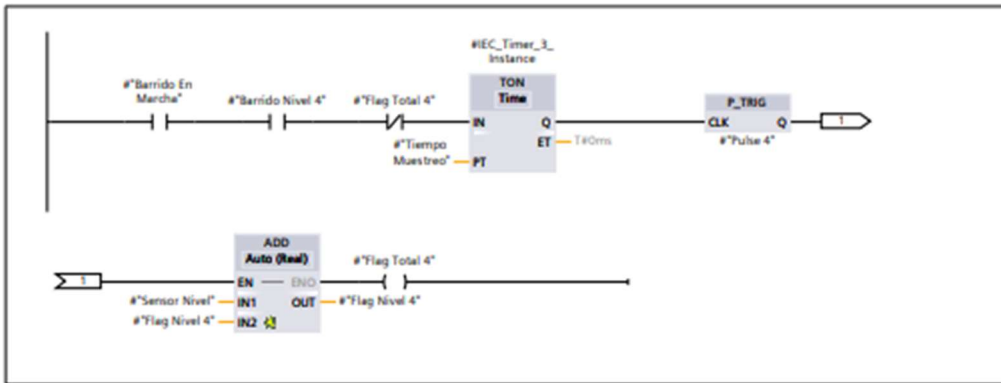 #IEC_Timer_3_
Instance
TON
Time
#"Barrido En
Marcha"
#"Barrido Nivel 4"
#"Flag Total 4"
IN
Q
#"Tiempo
Muestreo"
PT
ET
T#0ms
P_TRIG
CLK
Q
#"Pulse 4"
1
1
ADD
Auto (Real)
#"Flag Total 4"
EN
ENO
#"Sensor Nivel"
IN1
OUT
#"Flag Nivel 4"
#"Flag Nivel 4"
IN2